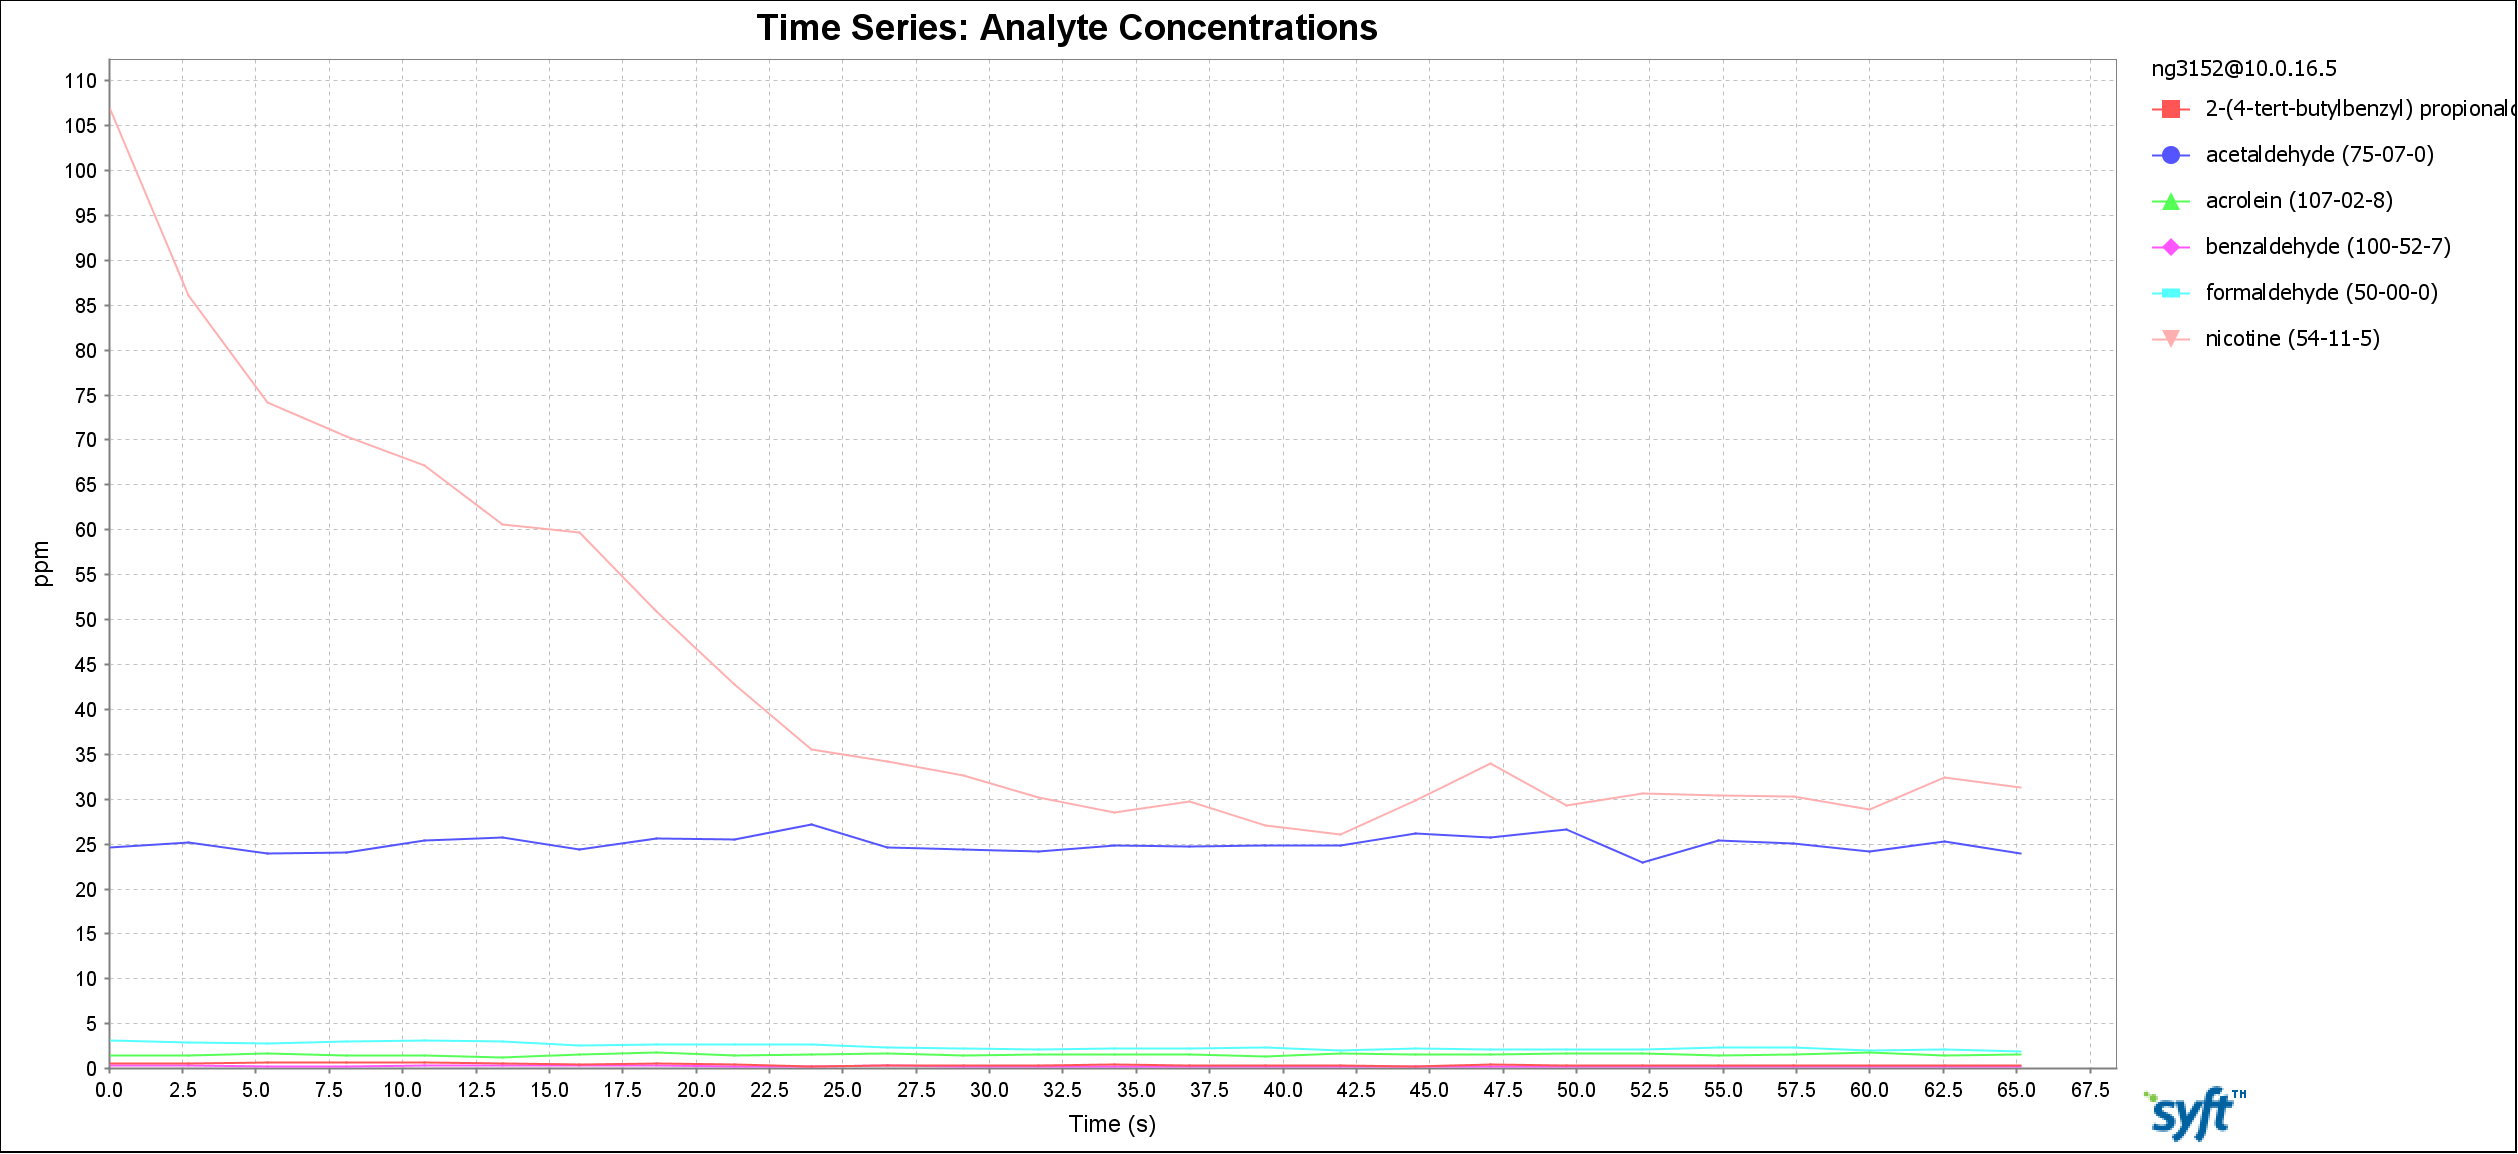 Time Series: Analyte Concentrations
ng3152@10.0.16.5
2-(4-tert-butylbenzyl) propional
acetaldehyde (75-07-0)
acrolein (107-02-8)
benzaldehyde (100-52-7)
formaldehyde (50-00-0)
nicotine (54-11-5)
110
105
100
95
90
85
80
75
70
65
60
55
50
45
40
35
30
25
20
15
10
5
0
ppm
0.0 2.5 5.0 7.5 10.0 12.5 15.0 17.5 20.0 22.5 25.0 27.5 30.0 32.5 35.0 37.5 40.0 42.5 45.0 47.5 50.0 52.5 55.0 57.5 60.0 62.5 65.0 67.5
Time (s)
syft™